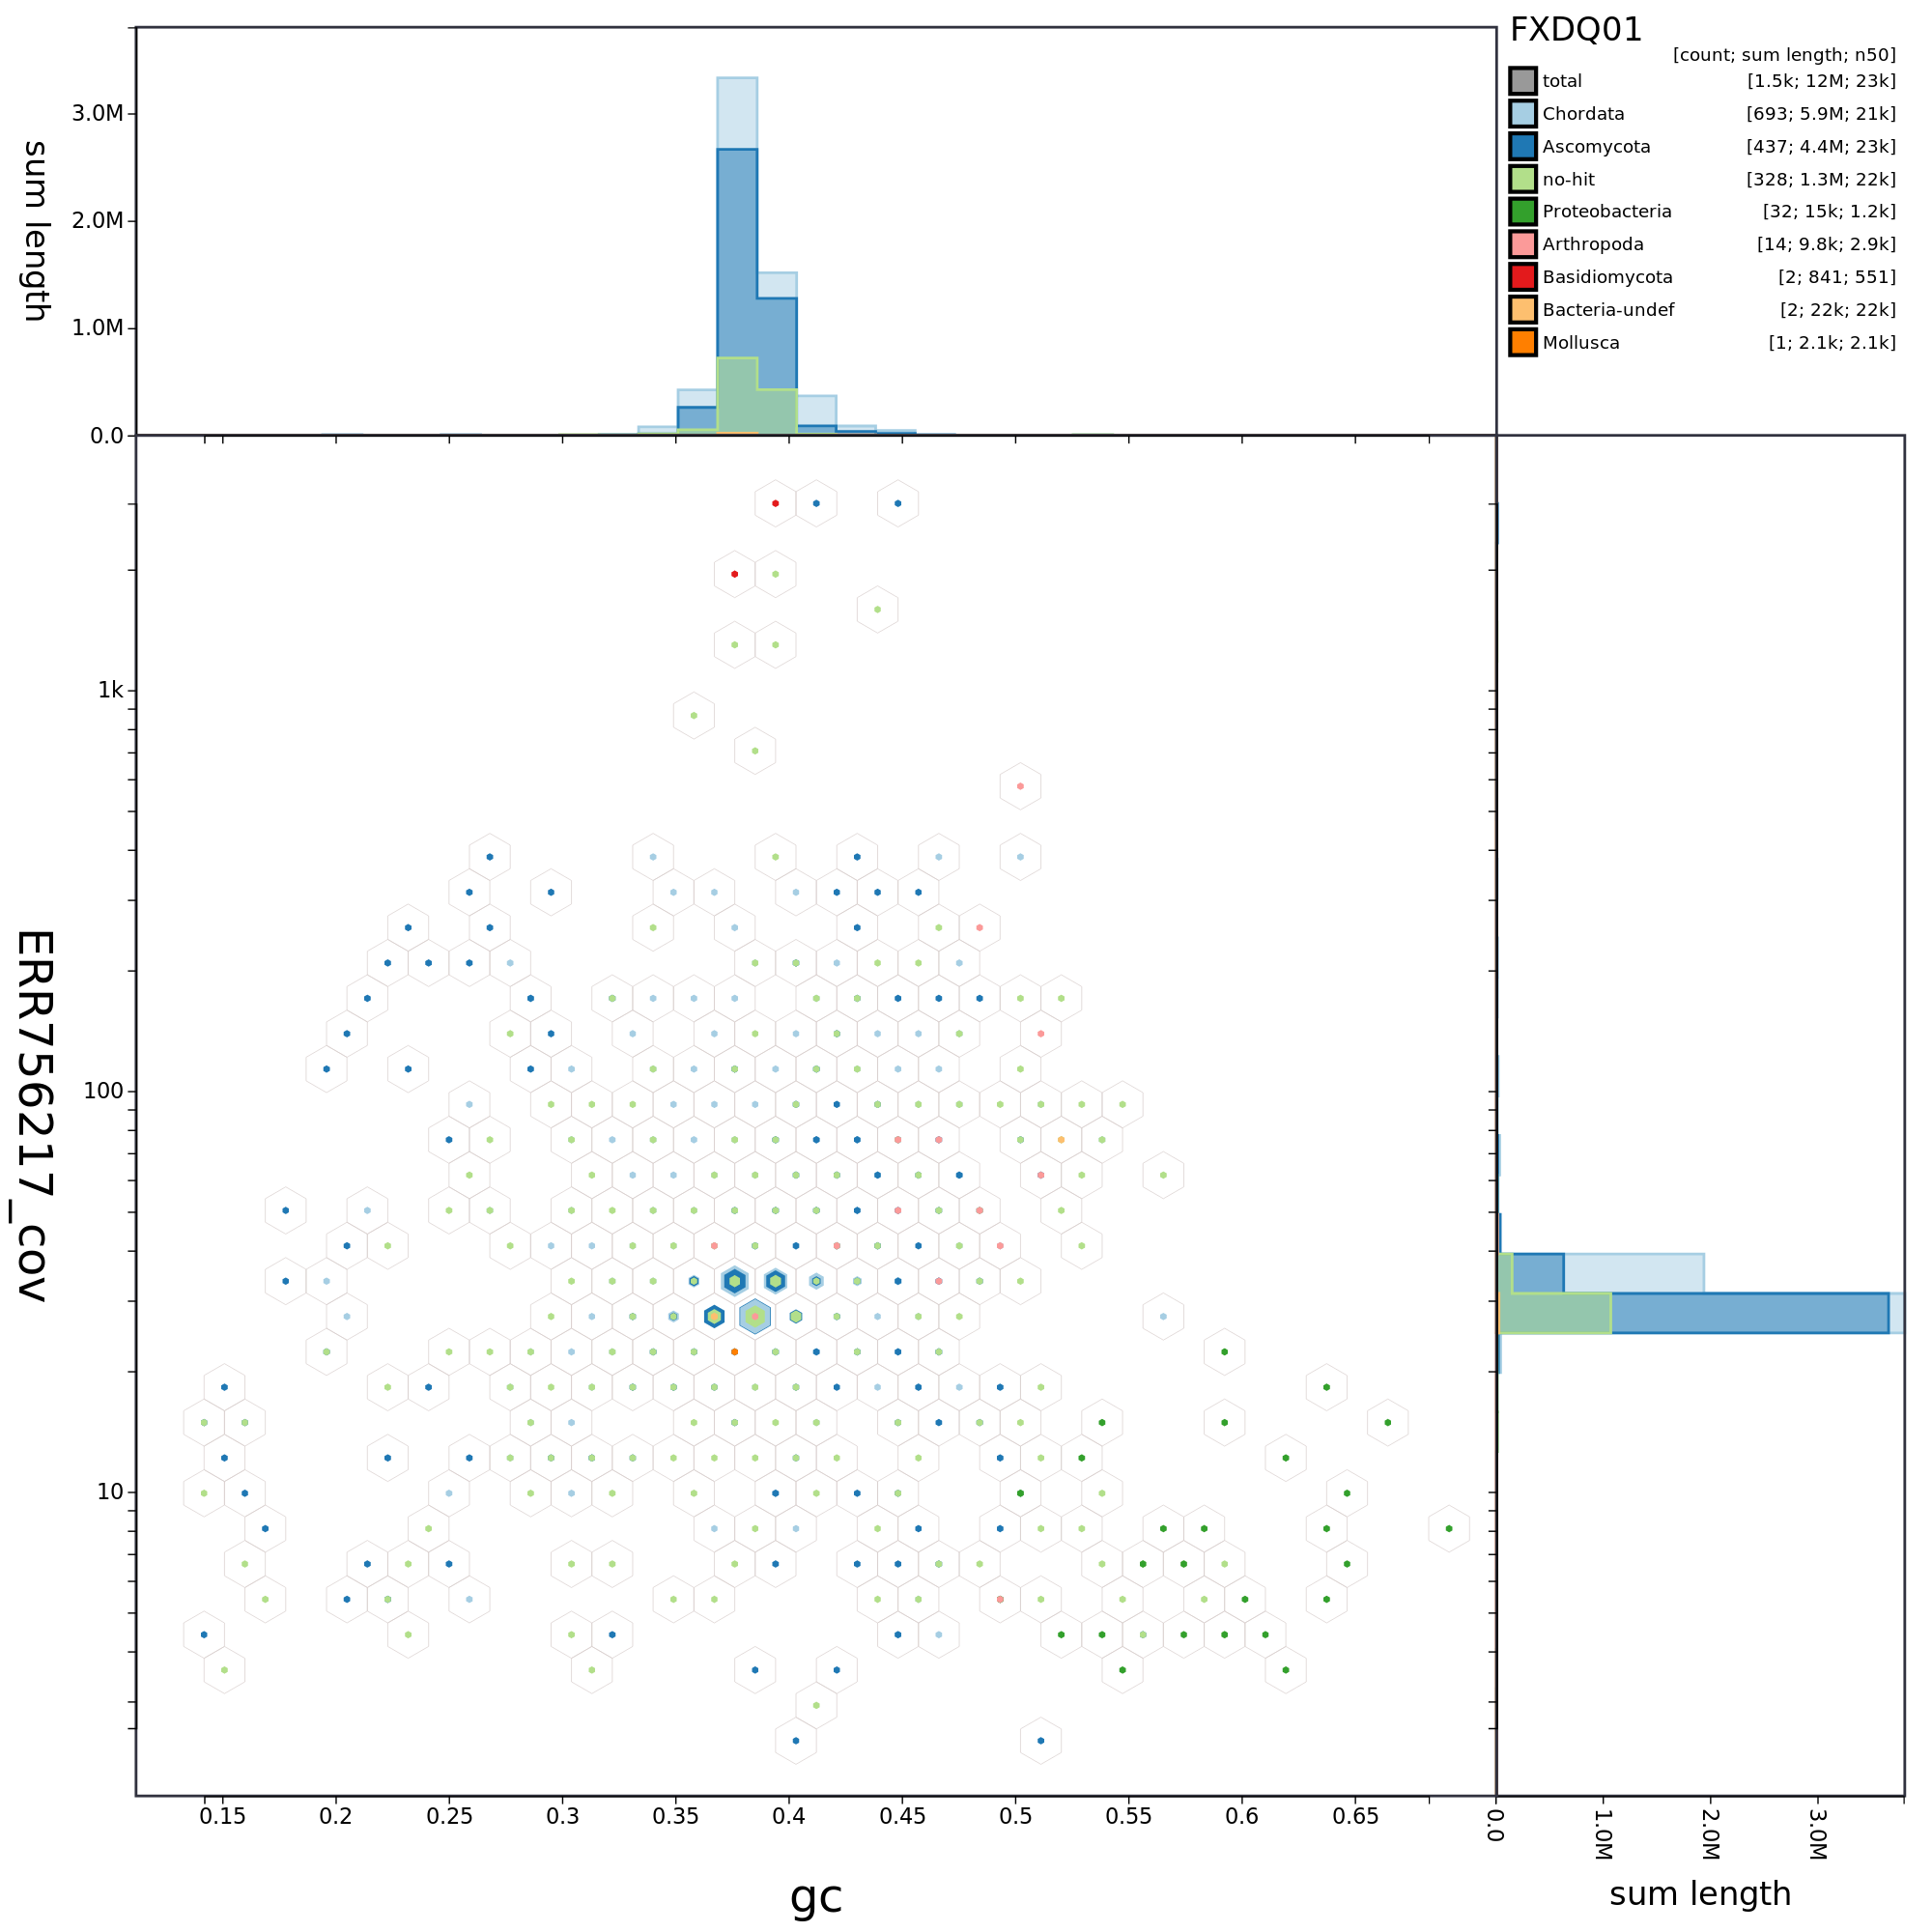 FXDQ01
[count; sum length; n50]
total [1.5k; 12M; 23k]
Chordata [693; 5.9M; 21k]
Ascomycota [437; 4.4M; 23k]
no-hit [328; 1.3M; 22k]
Proteobacteria [32; 15k; 1.2k]
Arthropoda [14; 9.8k; 2.9k]
Basidiomycota [2; 841; 551]
Bacteria-undef [2; 22k; 22k]
Mollusca [1; 2.1k; 2.1k]
sum length
3.0M
2.0M
1.0M
0.0
ERR756217_cov
1k
100
10
0.15 0.2 0.25 0.3 0.35 0.4 0.45 0.5 0.55 0.6 0.65
gc
0.0 1.0M 2.0M 3.0M
sum length